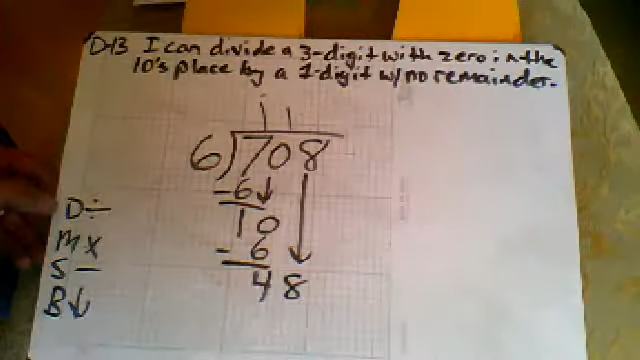 D-13 I can divide a 3-digit with zero in the
10's place by a 1-digit w/no remainder.
11
6)708
-6↓
10
D÷
-6
M×
S−
48
B↓